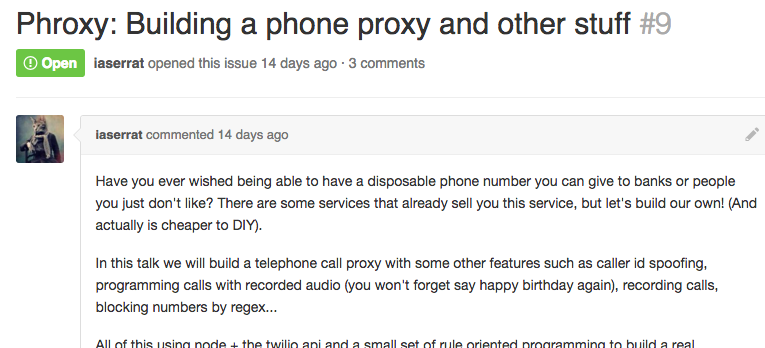 Phroxy: Building a phone proxy and other stuff #9
Open iaserrat opened this issue 14 days ago · 3 comments
iaserrat commented 14 days ago
Have you ever wished being able to have a disposable phone number you can give to banks or people
you just don't like? There are some services that already sell you this service, but let's build our own! (And
actually is cheaper to DIY).
In this talk we will build a telephone call proxy with some other features such as caller id spoofing,
programming calls with recorded audio (you won't forget say happy birthday again), recording calls,
blocking numbers by regex...
All of this using node + the twilio api and a small set of rule oriented programming to build a real